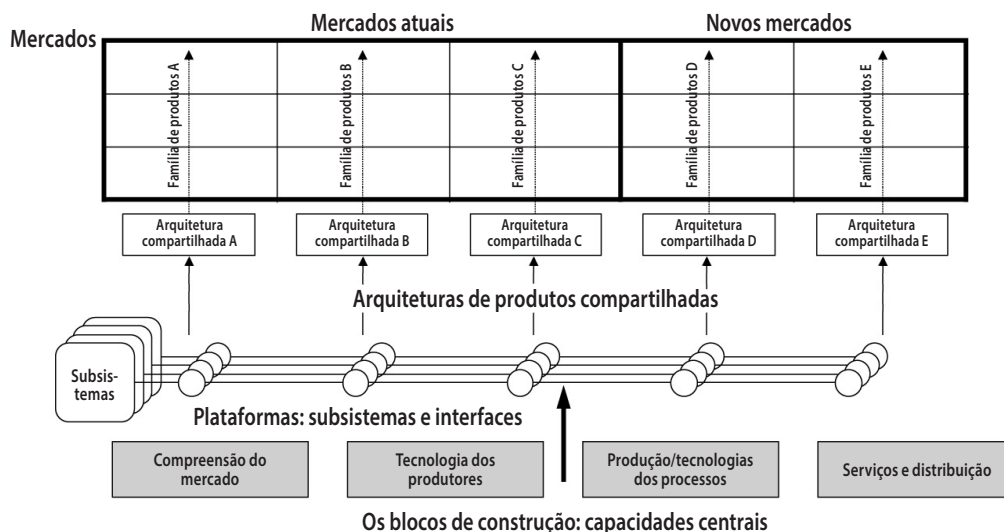 Mercados atuais
Novos mercados
Mercados
Família de produtos A
Família de produtos B
Família de produtos C
Família de produtos D
Família de produtos E
Arquitetura
compartilhada A
Arquitetura
compartilhada B
Arquitetura
compartilhada C
Arquitetura
compartilhada D
Arquitetura
compartilhada E
Arquiteturas de produtos compartilhadas
Subsis-
temas
Plataformas: subsistemas e interfaces
Compreensão do
mercado
Tecnologia dos
produtores
Produção/tecnologias
dos processos
Serviços e distribuição
Os blocos de construção: capacidades centrais